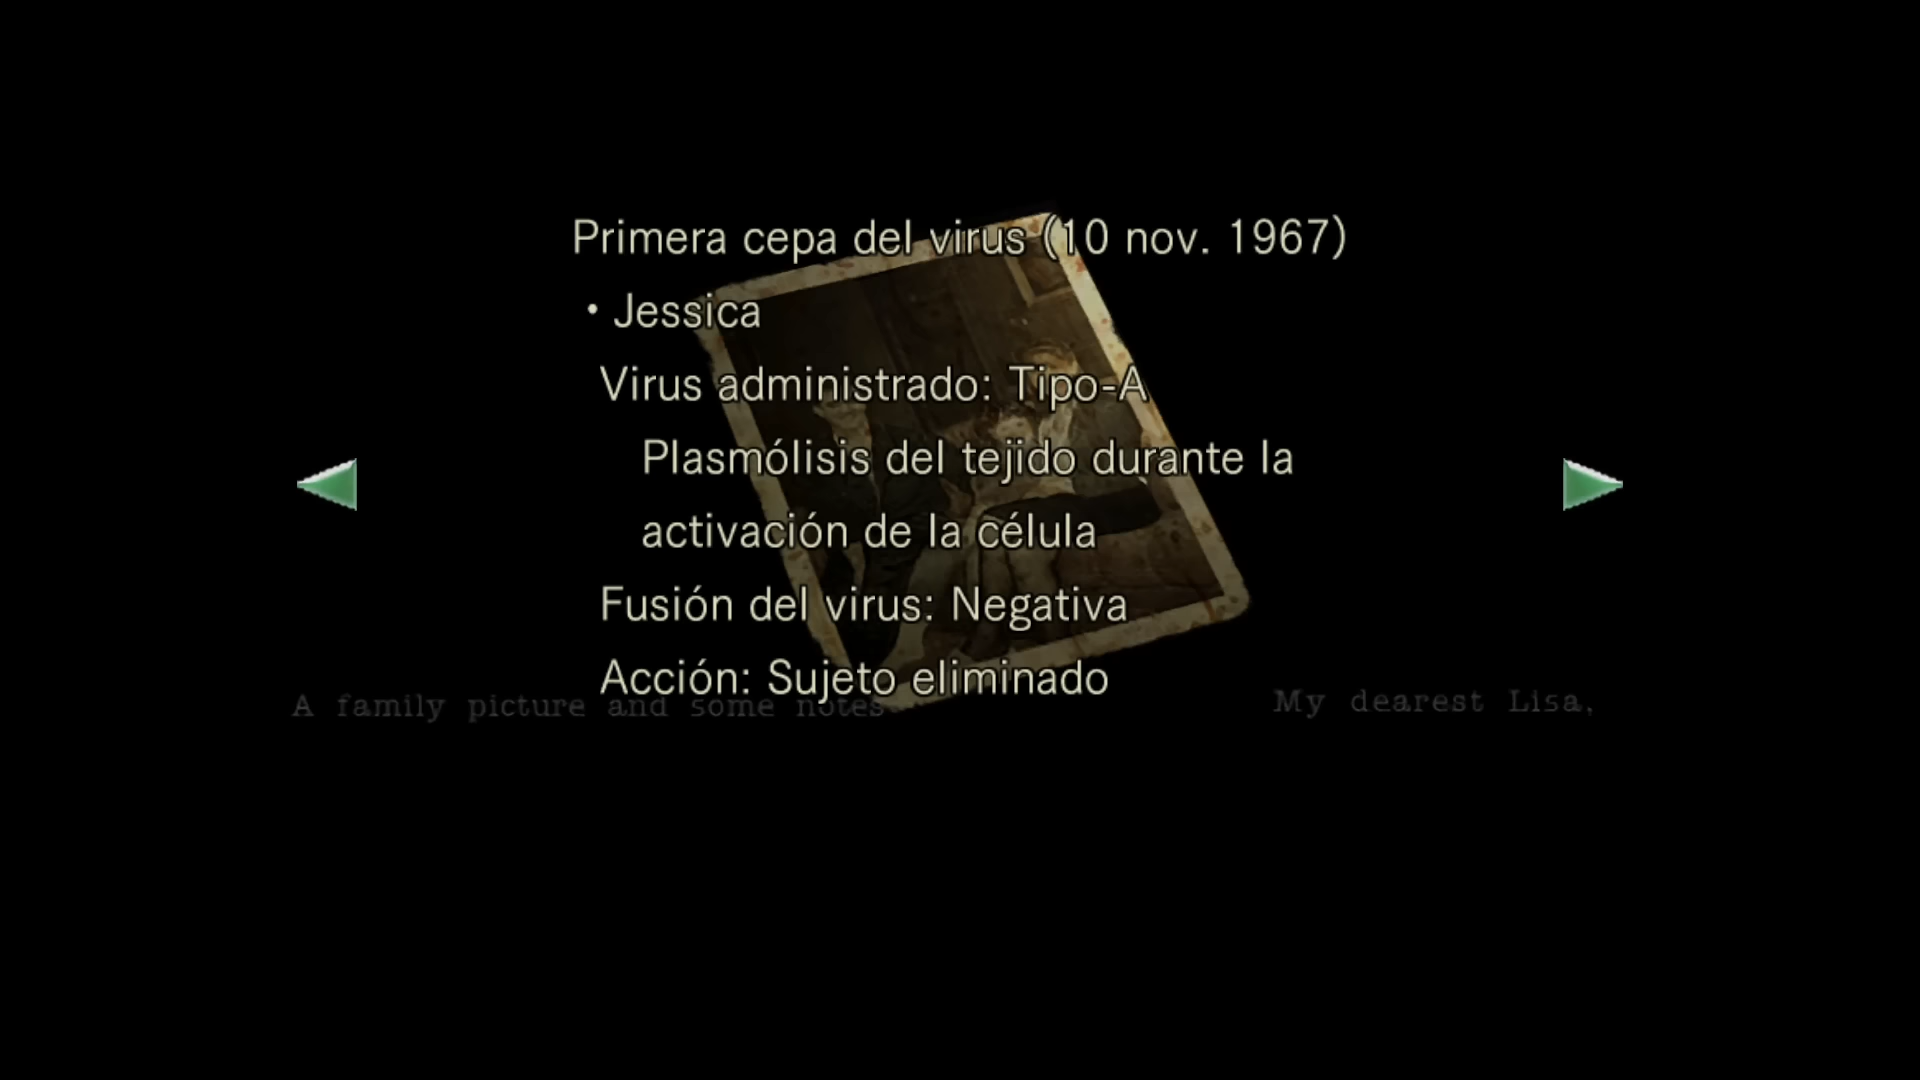 Primera cepa del virus (10 nov. 1967)
• Jessica
Virus administrado: Tipo-A
Plasmólisis del tejido durante la
activación de la célula
Fusión del virus: Negativa
Acción: Sujeto eliminado
A family picture and some notes
My dearest Lisa,